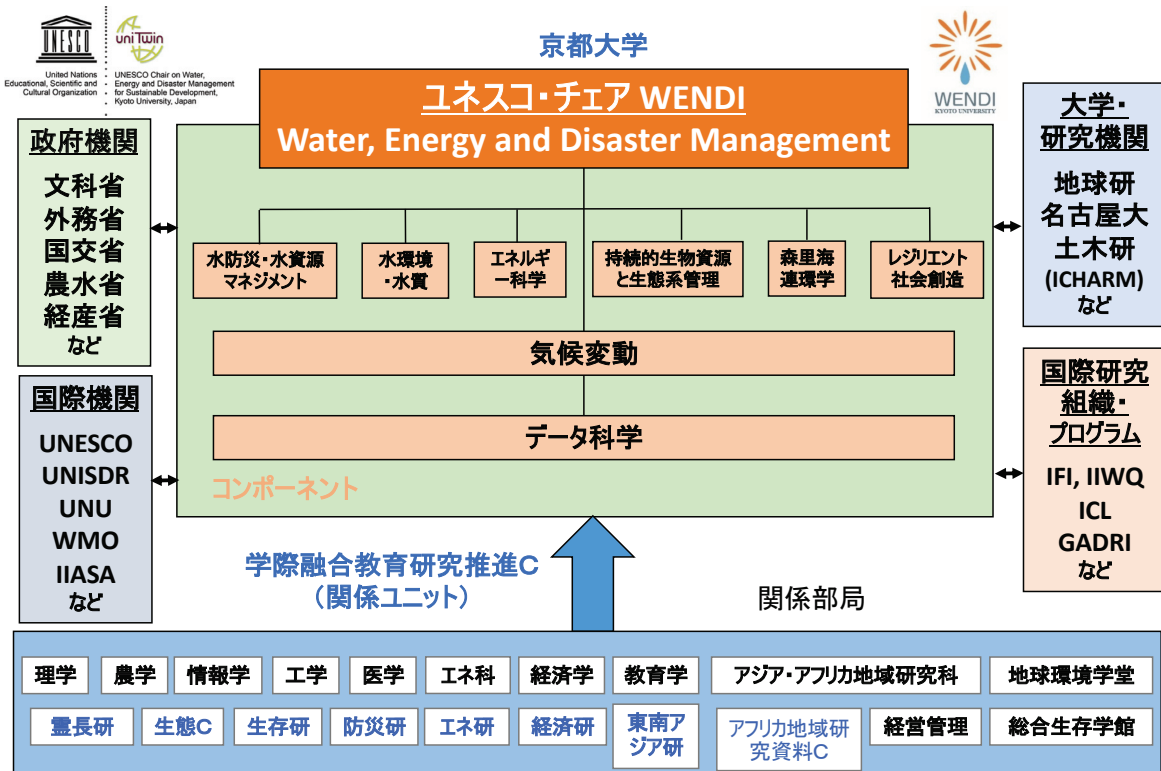 UNESCO
uniTwin
United Nations
Educational, Scientific and
Cultural Organization
UNESCO Chair on Water,
Energy and Disaster Management
for Sustainable Development,
Kyoto University, Japan
京都大学
WENDI
KYOTO UNIVERSITY
ユネスコ・チェア WENDI
Water, Energy and Disaster Management
政府機関
文科省
外務省
国交省
農水省
経産省
など
国際機関
UNESCO
UNISDR
UNU
WMO
IIASA
など
水防災・水資源
マネジメント
水環境
・水質
エネルギ
ー科学
持続的生物資源
と生態系管理
森里海
連環学
レジリエント
社会創造
気候変動
データ科学
コンポーネント
大学・
研究機関
地球研
名古屋大
土木研
(ICHARM)
など
国際研究
組織・
プログラム
IFI, IIWQ
ICL
GADRI
など
学際融合教育研究推進C
（関係ユニット）
関係部局
理学
農学
情報学
工学
医学
エネ科
経済学
教育学
アジア・アフリカ地域研究科
地球環境学堂
霊長研
生態C
生存研
防災研
エネ研
経済研
東南ア
ジア研
アフリカ地域研
究資料C
経営管理
総合生存学館